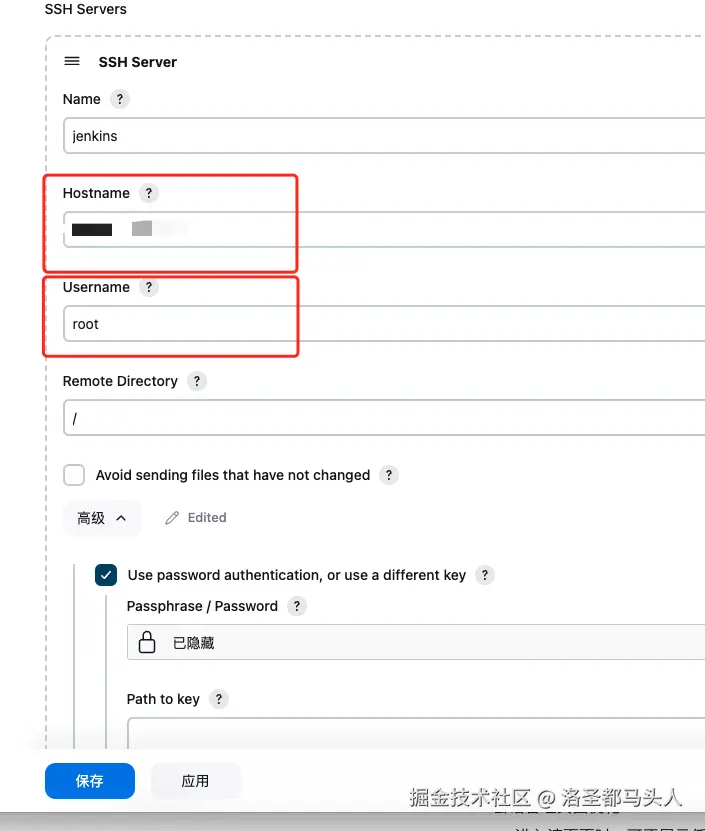 SSH Servers
SSH Server
Name ?
jenkins
Hostname ?
Username ?
root
Remote Directory ?
/
Avoid sending files that have not changed ?
高级 Edited
Use password authentication, or use a different key ?
Passphrase / Password ?
已隐藏
Path to key ?
保存 应用
掘金技术社区 @ 洛圣都马头人